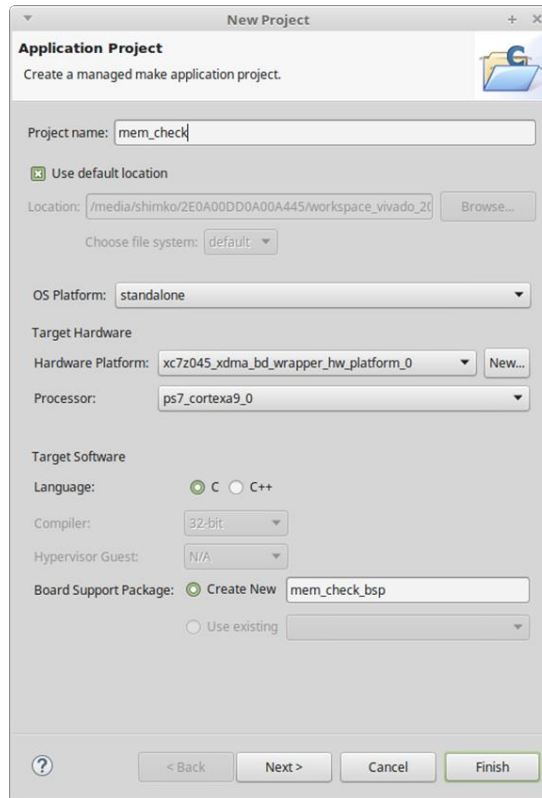 New Project
Application Project
Create a managed make application project.
Project name: mem_check
Use default location
Location: /media/shimko/2E0A00DD0A00A445/workspace_vivado_20 Browse...
Choose file system: default
OS Platform: standalone
Target Hardware
Hardware Platform: xc7z045_xdma_bd_wrapper_hw_platform_0 New...
Processor: ps7_cortexa9_0
Target Software
Language: C C++
Compiler: 32-bit
Hypervisor Guest: N/A
Board Support Package: Create New mem_check_bsp
Use existing
? < Back Next > Cancel Finish